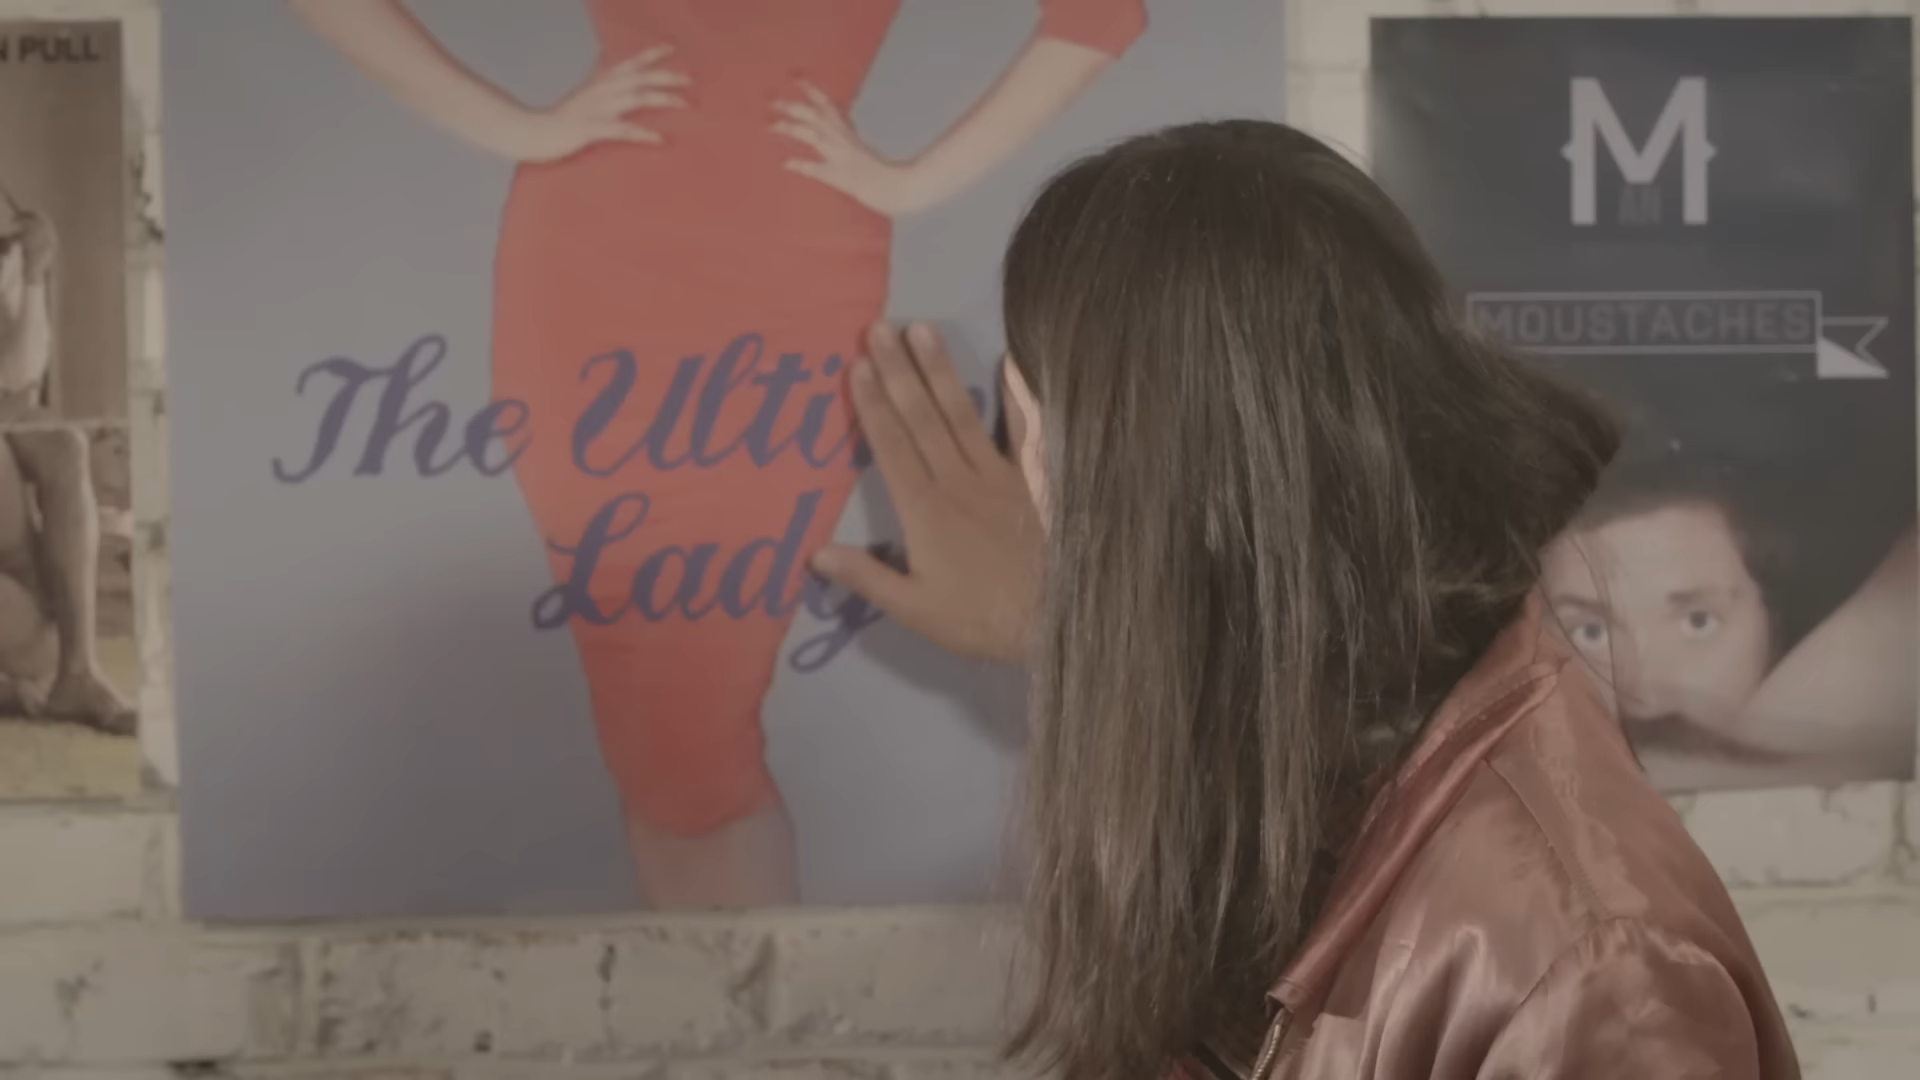 N PULL
The Ulti
Lady
M
MOUSTACHES